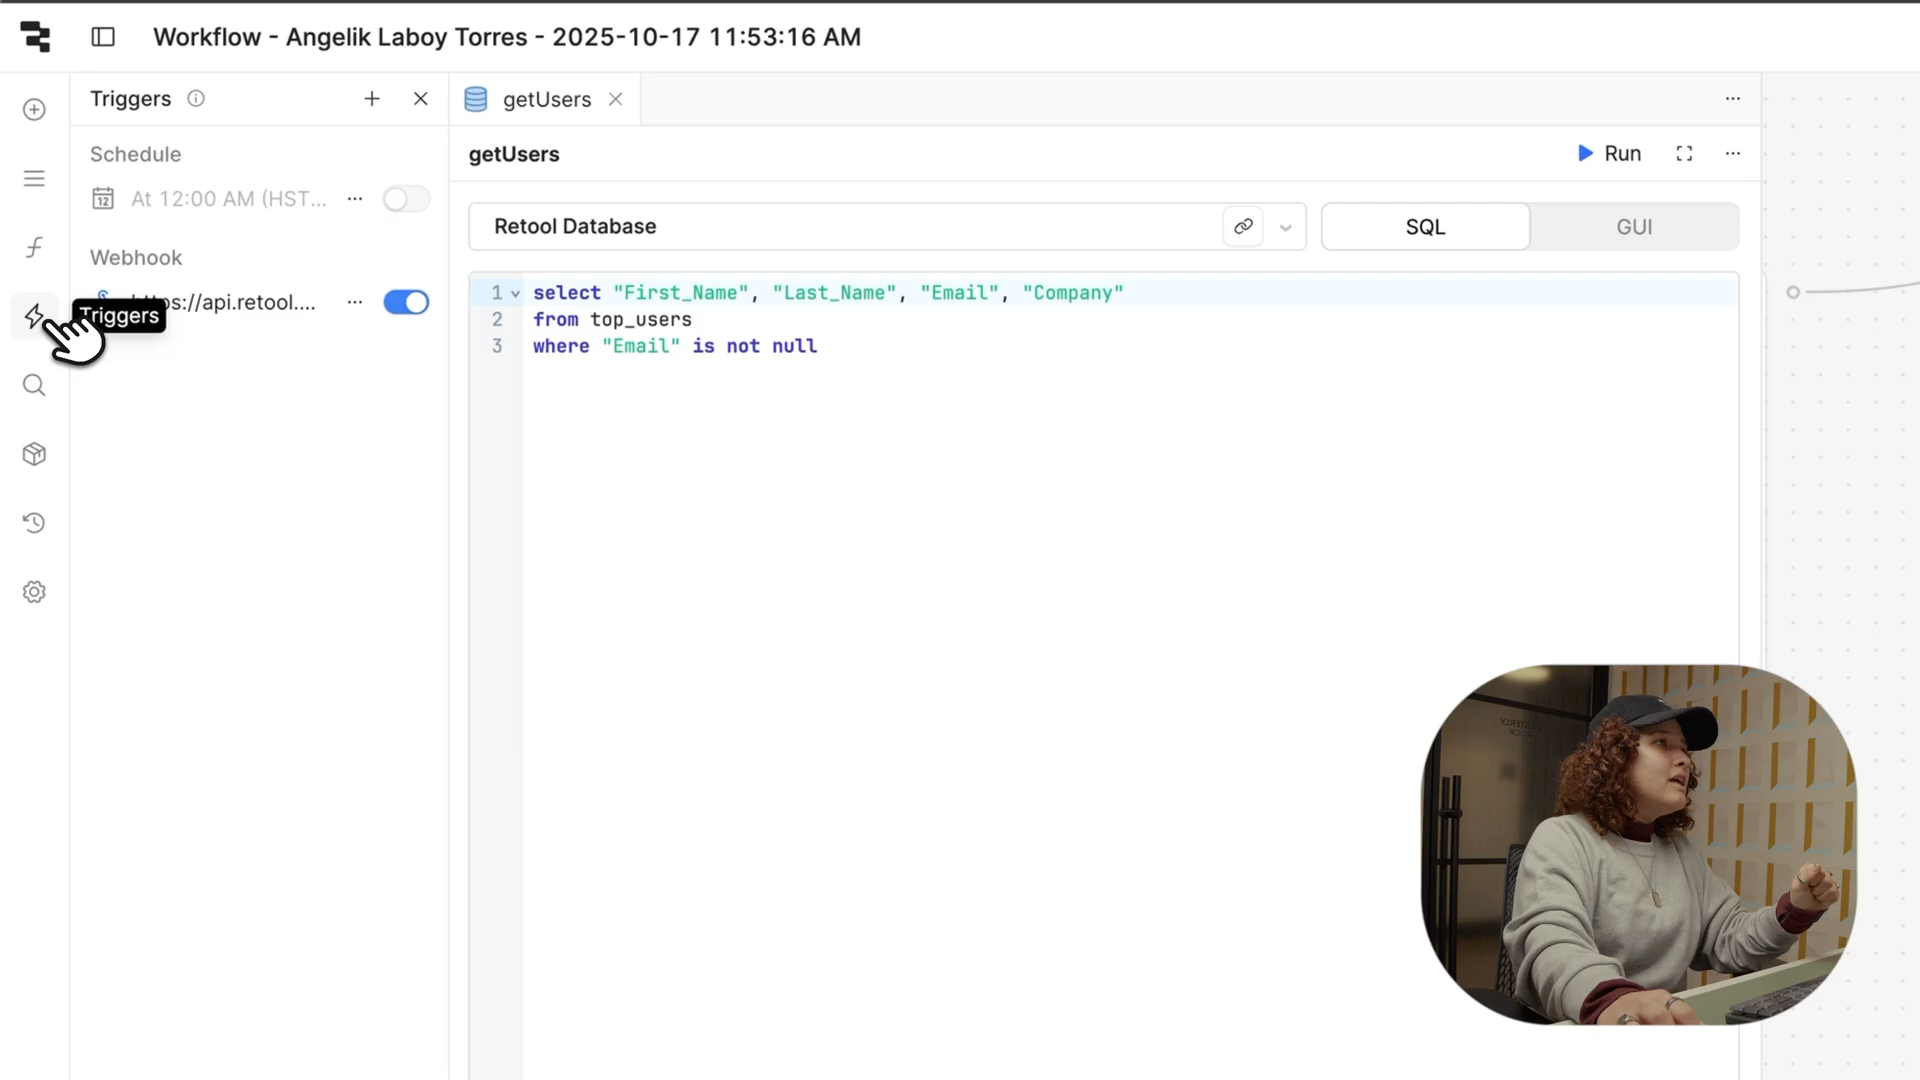 Workflow - Angelik Laboy Torres - 2025-10-17 11:53:16 AM
Triggers
Schedule
At 12:00 AM (HST...
Webhook
https://api.retool....
Triggers
getUsers
getUsers
Run
Retool Database
SQL
GUI
1 select "First_Name", "Last_Name", "Email", "Company"
2 from top_users
3 where "Email" is not null
12